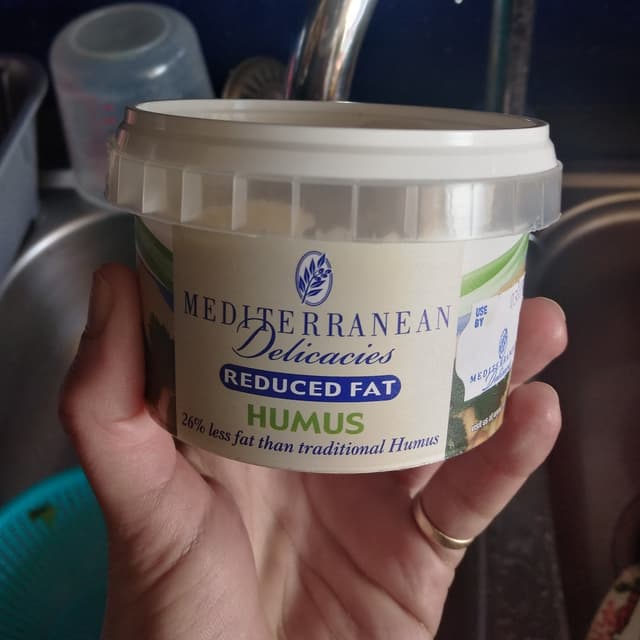 MEDITERRANEAN
Delicacies
REDUCED FAT
HUMUS
26% less fat than traditional Humus
USE
BY